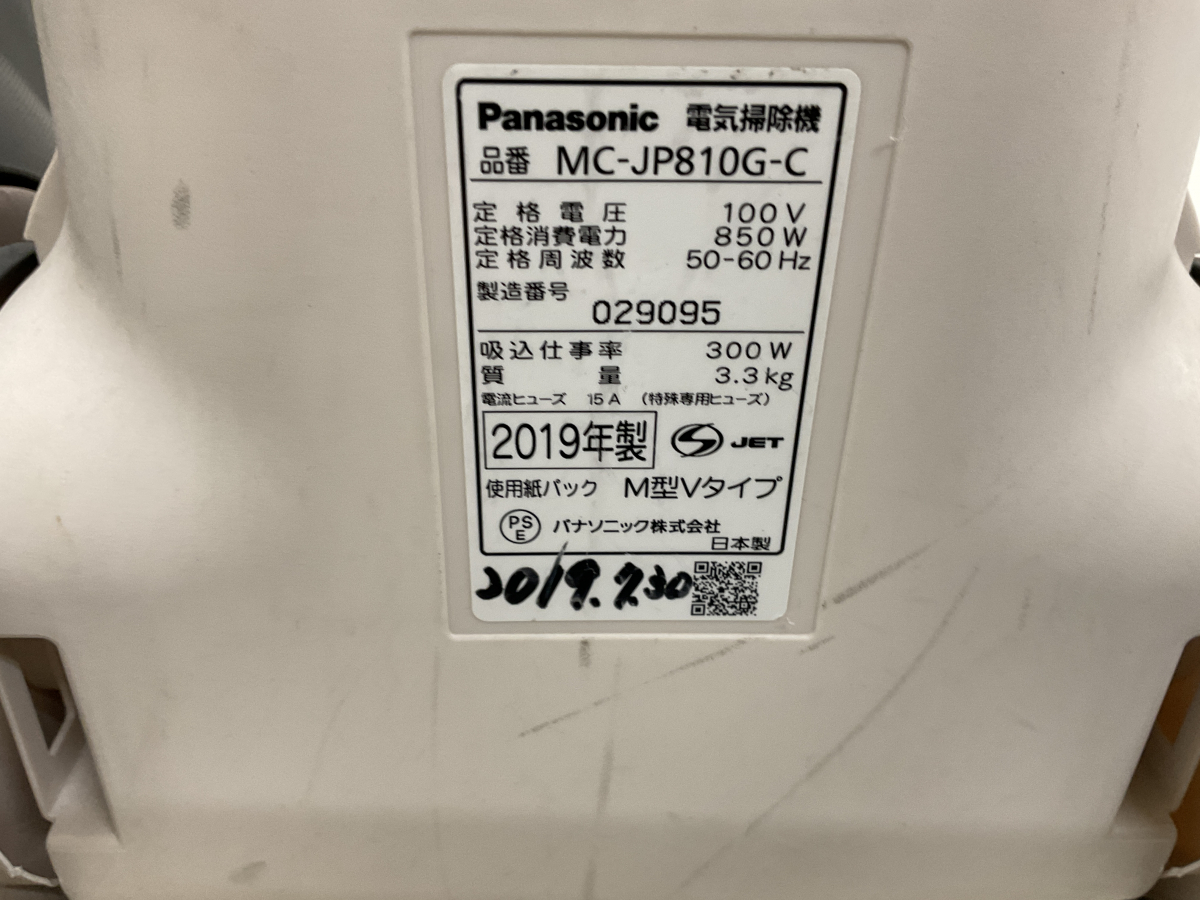 Panasonic 電気掃除機
品番 MC-JP810G-C
定格電圧 100V
定格消費電力 850W
定格周波数 50-60Hz
製造番号
029095
吸込仕事率 300W
質量 3.3kg
電流ヒューズ 15A (特殊専用ヒューズ)
2019年製 S JET
使用紙パック M型Vタイプ
PS E パナソニック株式会社
日本製
2019.7.30